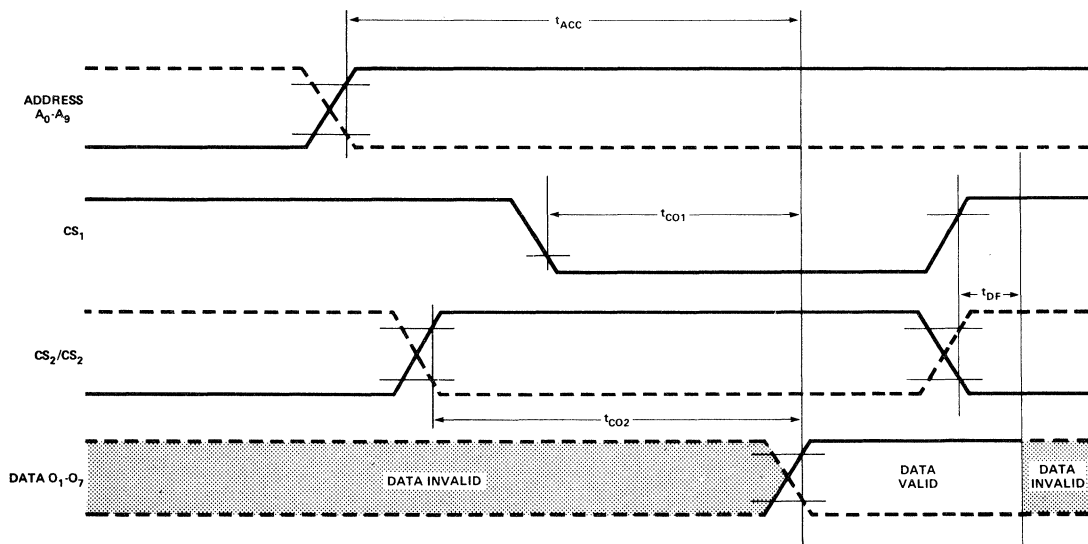 tACC
ADDRESS
A0-A9
CS1
tCO1
tDF
CS2/CS2
tCO2
DATA O1-O7
DATA INVALID
DATA
VALID
DATA
INVALID